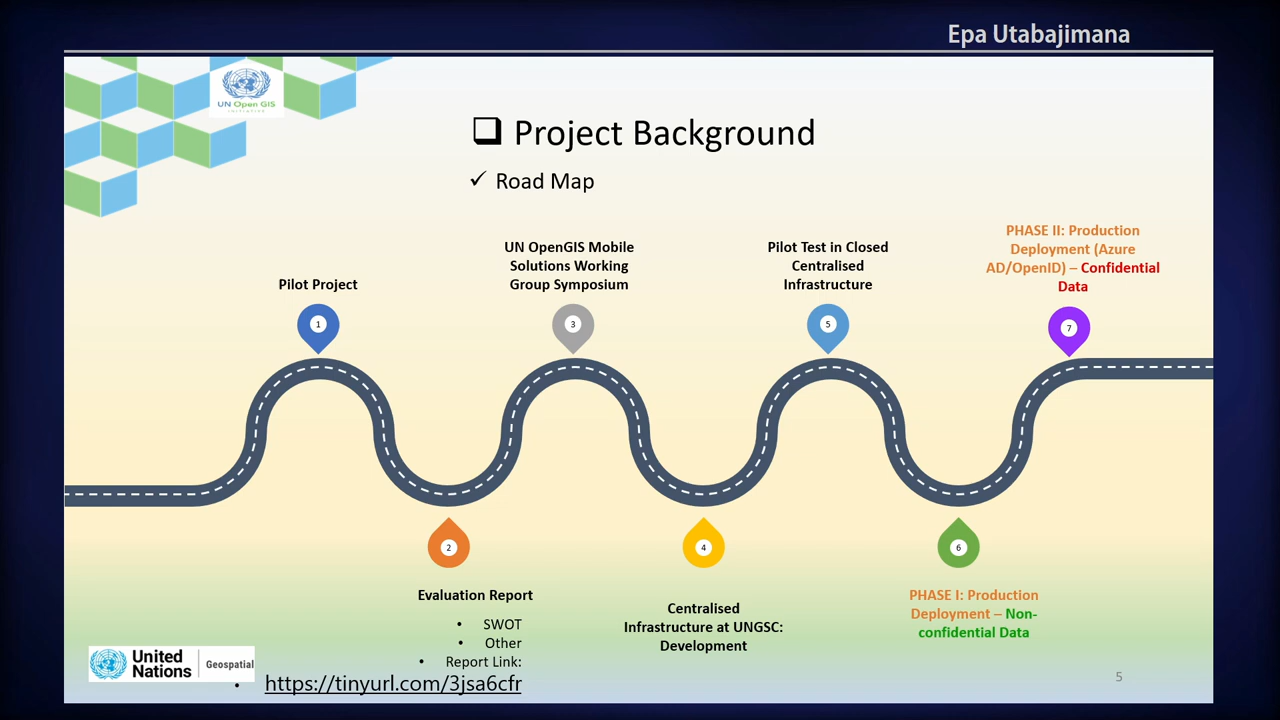 Epa Utabajimana
UN Open GIS
INITIATIVE
❑ Project Background
✓ Road Map
Pilot Project
1
Evaluation Report
• SWOT
• Other
• Report Link:
• https://tinyurl.com/3jsa6cfr
2
UN OpenGIS Mobile
Solutions Working
Group Symposium
3
4
Centralised
Infrastructure at UNGSC:
Development
Pilot Test in Closed
Centralised
Infrastructure
5
6
PHASE I: Production
Deployment – Non-
confidential Data
PHASE II: Production
Deployment (Azure
AD/OpenID) – Confidential
Data
7
United
Nations
Geospatial
5